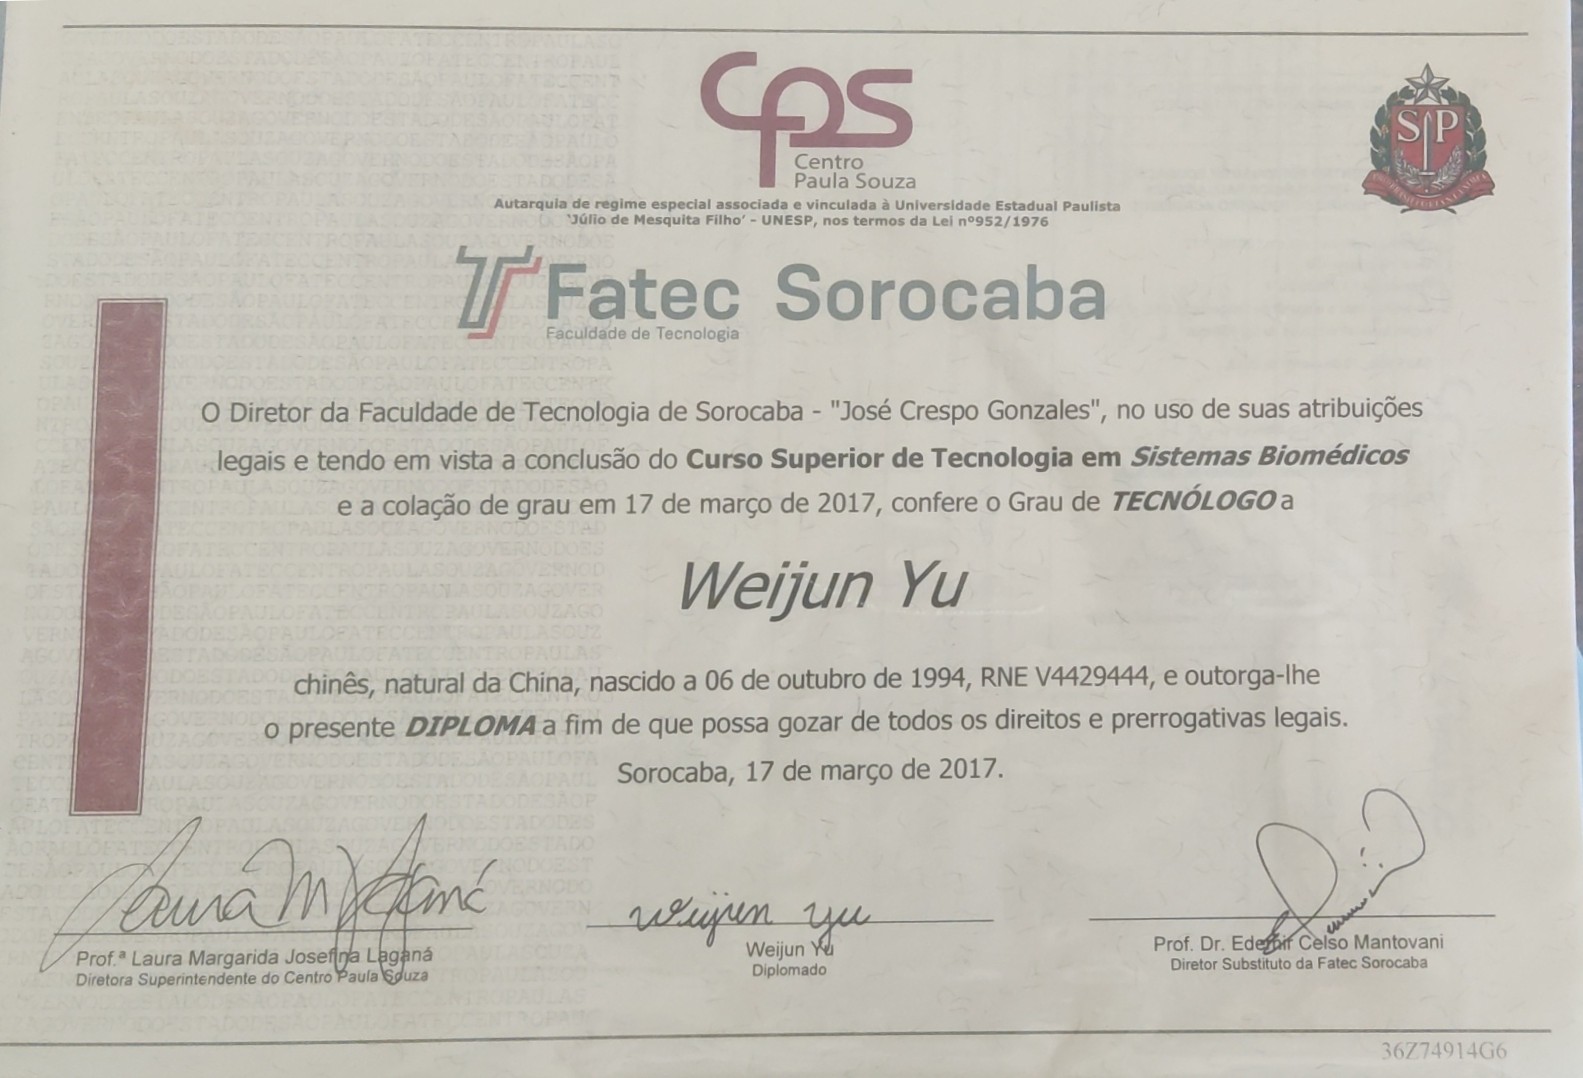 cps
Centro
Paula Souza
Autarquia de regime especial associada e vinculada à Universidade Estadual Paulista
'Júlio de Mesquita Filho' - UNESP, nos termos da Lei nº952/1976
SP
Fatec Sorocaba
Faculdade de Tecnologia
O Diretor da Faculdade de Tecnologia de Sorocaba - "José Crespo Gonzales", no uso de suas atribuições
legais e tendo em vista a conclusão do Curso Superior de Tecnologia em Sistemas Biomédicos
e a colação de grau em 17 de março de 2017, confere o Grau de TECNÓLOGO a
Weijun Yu
chinês, natural da China, nascido a 06 de outubro de 1994, RNE V4429444, e outorga-lhe
o presente DIPLOMA a fim de que possa gozar de todos os direitos e prerrogativas legais.
Sorocaba, 17 de março de 2017.
Weijun Yu
Prof.ª Laura Margarida Josefina Laganá
Diretora Superintendente do Centro Paula Souza
Weijun Yu
Diplomado
Prof. Dr. Edemir Celso Mantovani
Diretor Substituto da Fatec Sorocaba
36Z74914G6